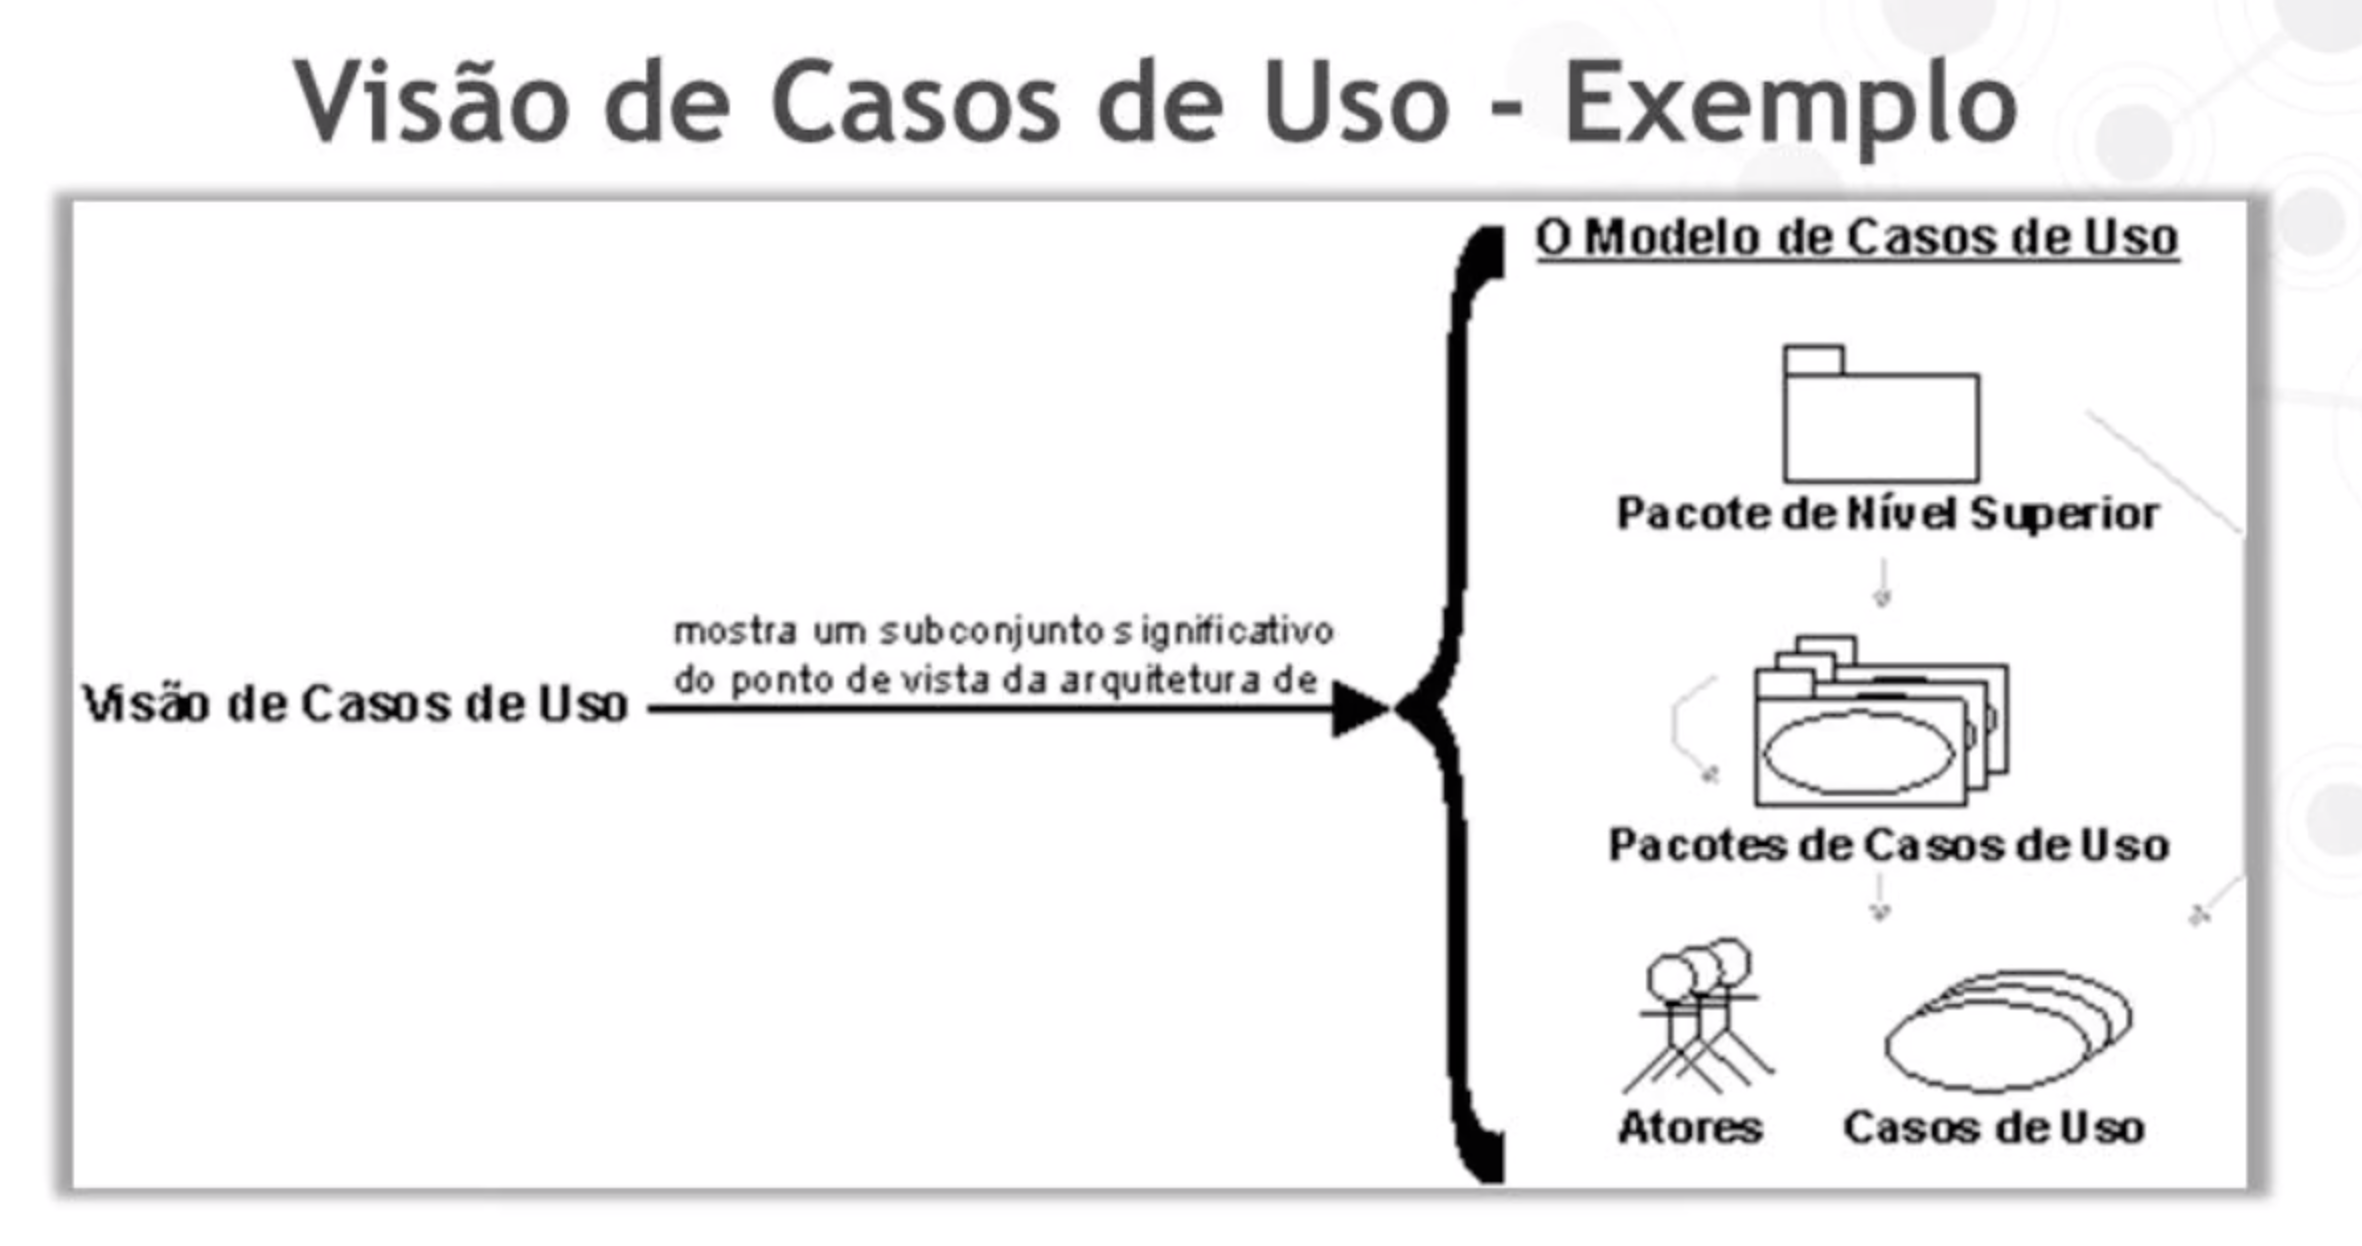 Visão de Casos de Uso - Exemplo
O Modelo de Casos de Uso
Pacote de Nível Superior
mostra um subconjunto significativo
do ponto de vista da arquitetura de
Visão de Casos de Uso
Pacotes de Casos de Uso
Atores
Casos de Uso